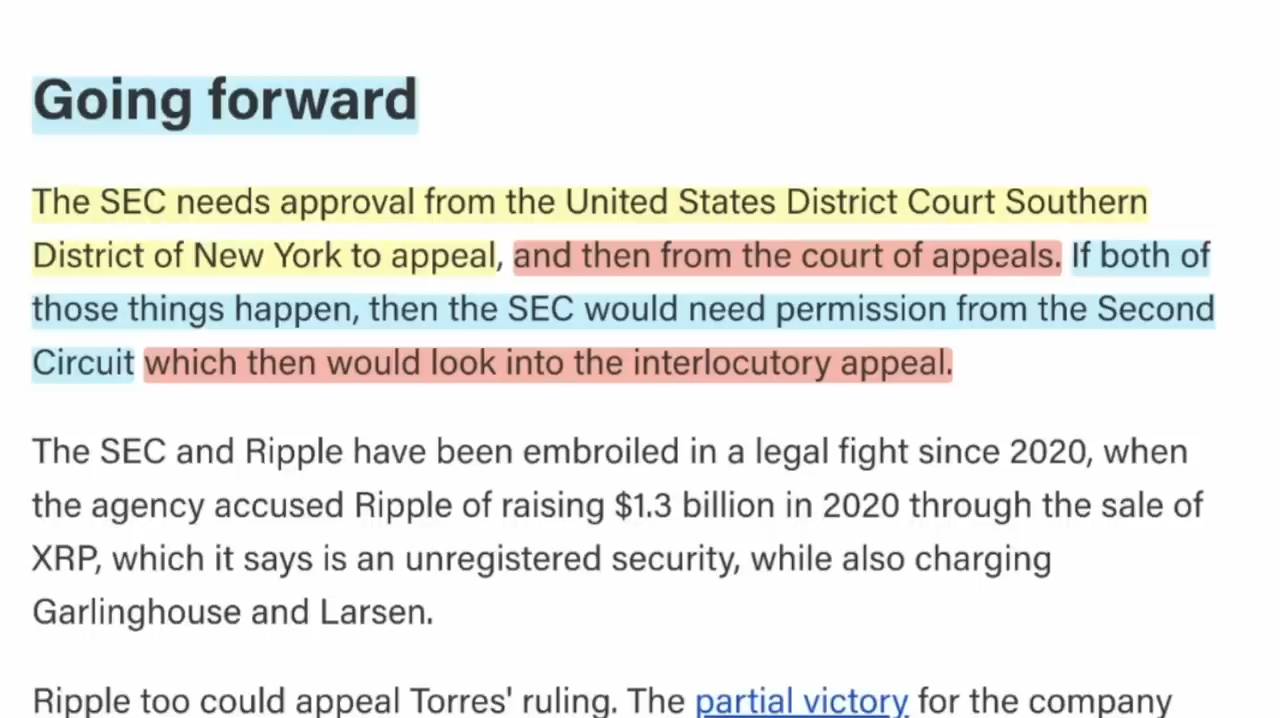 Going forward
The SEC needs approval from the United States District Court Southern
District of New York to appeal, and then from the court of appeals. If both of
those things happen, then the SEC would need permission from the Second
Circuit which then would look into the interlocutory appeal.
The SEC and Ripple have been embroiled in a legal fight since 2020, when
the agency accused Ripple of raising $1.3 billion in 2020 through the sale of
XRP, which it says is an unregistered security, while also charging
Garlinghouse and Larsen.
Ripple too could appeal Torres' ruling. The partial victory for the company